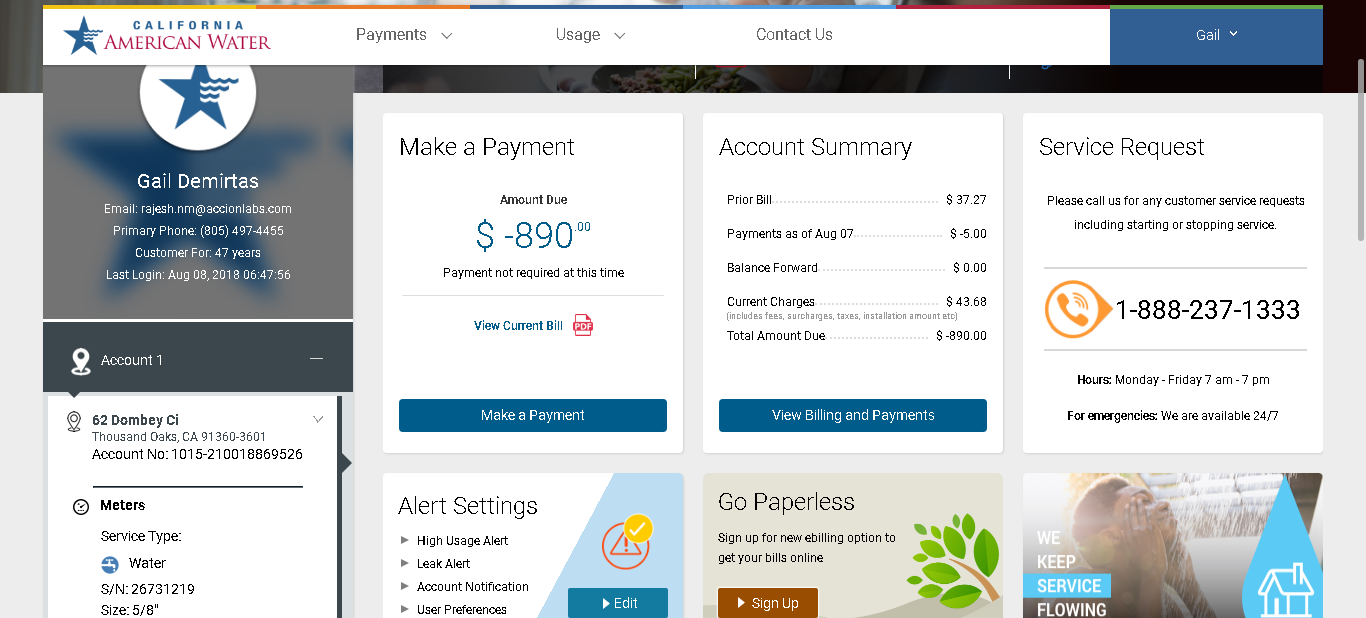 CALIFORNIA
AMERICAN WATER
Payments
Usage
Contact Us
Gail
Gail Demirtas
Email: rajesh.nm@accionlabs.com
Primary Phone: (805) 497-4455
Customer For: 47 years
Last Login: Aug 08, 2018 06:47:56
Account 1
62 Dombey Ci
Thousand Oaks, CA 91360-3601
Account No: 1015-210018869526
Meters
Service Type:
Water
S/N: 26731219
Size: 5/8"
Make a Payment
Amount Due
$ -890.00
Payment not required at this time
View Current Bill PDF
Make a Payment
Account Summary
Prior Bill $ 37.27
Payments as of Aug 07 $ -5.00
Balance Forward $ 0.00
Current Charges $ 43.68
(includes fees, surcharges, taxes, installation amount etc)
Total Amount Due $ -890.00
View Billing and Payments
Service Request
Please call us for any customer service requests
including starting or stopping service.
1-888-237-1333
Hours: Monday - Friday 7 am - 7 pm
For emergencies: We are available 24/7
Alert Settings
High Usage Alert
Leak Alert
Account Notification
User Preferences
Edit
Go Paperless
Sign up for new ebilling option to
get your bills online
Sign Up
WE
KEEP
SERVICE
FLOWING